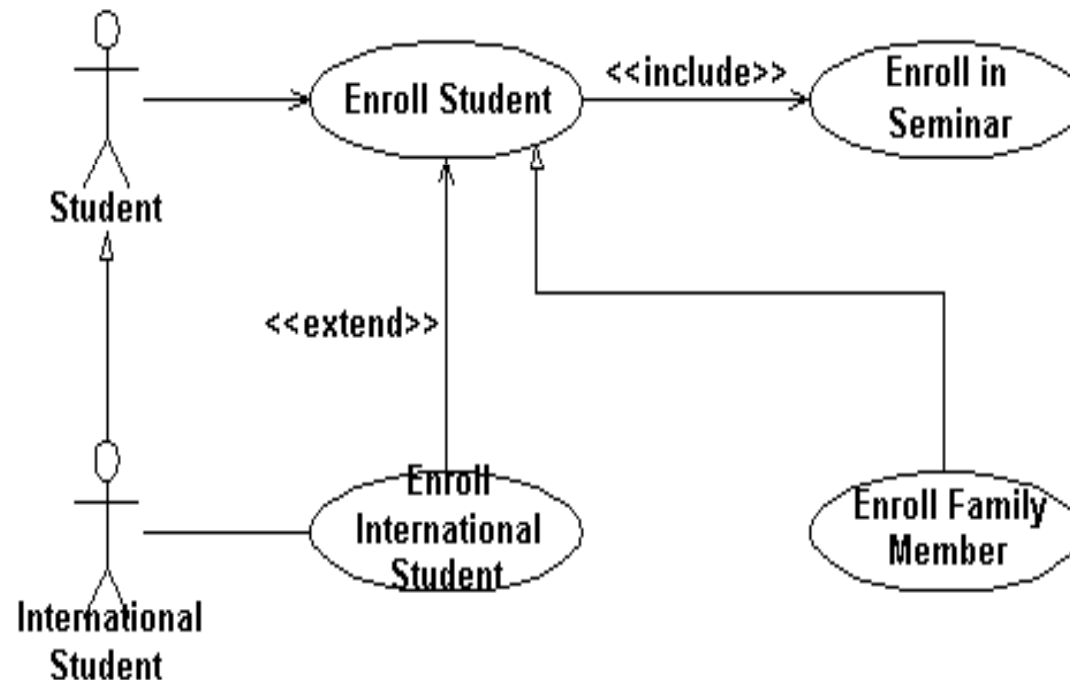 Enroll Student
<<include>>
Enroll in
Seminar
Student
<<extend>>
Enroll
International
Student
Enroll Family
Member
International
Student